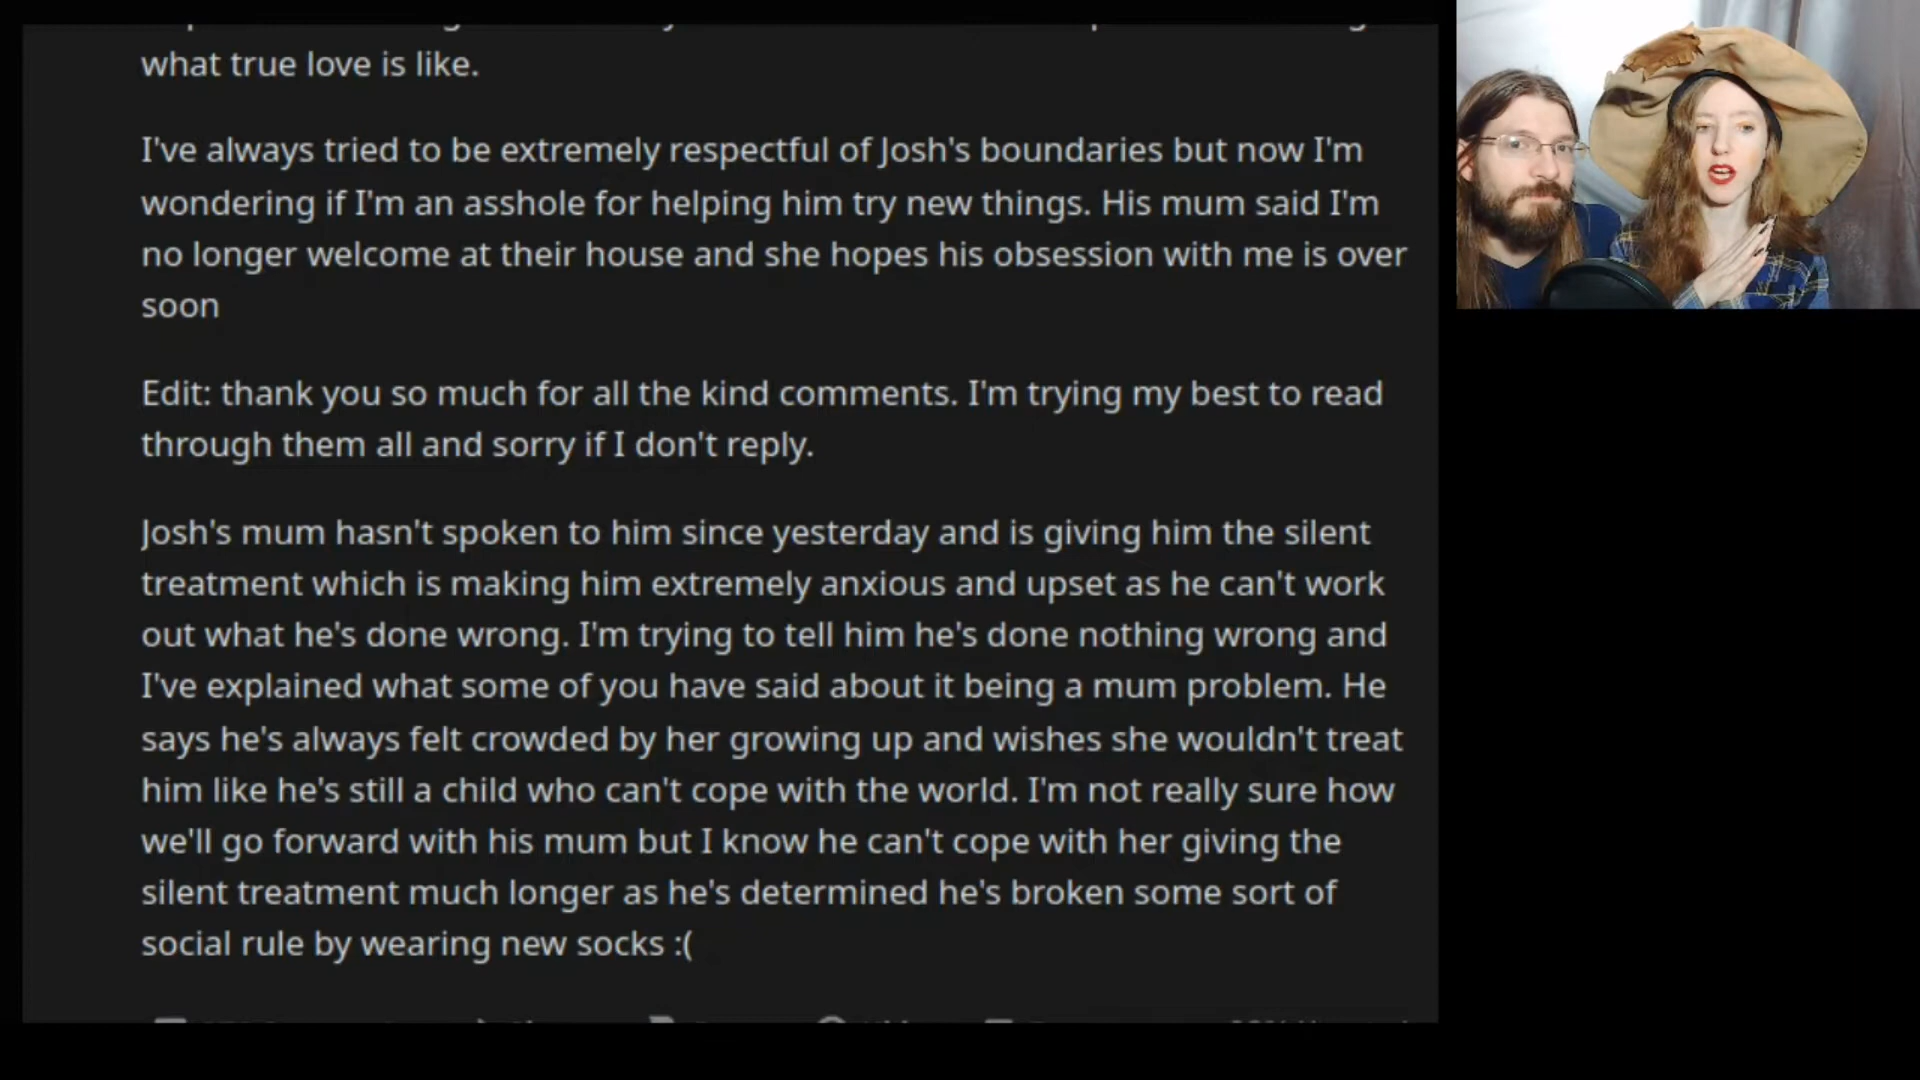 what true love is like.
I've always tried to be extremely respectful of Josh's boundaries but now I'm
wondering if I'm an asshole for helping him try new things. His mum said I'm
no longer welcome at their house and she hopes his obsession with me is over
soon
Edit: thank you so much for all the kind comments. I'm trying my best to read
through them all and sorry if I don't reply.
Josh's mum hasn't spoken to him since yesterday and is giving him the silent
treatment which is making him extremely anxious and upset as he can't work
out what he's done wrong. I'm trying to tell him he's done nothing wrong and
I've explained what some of you have said about it being a mum problem. He
says he's always felt crowded by her growing up and wishes she wouldn't treat
him like he's still a child who can't cope with the world. I'm not really sure how
we'll go forward with his mum but I know he can't cope with her giving the
silent treatment much longer as he's determined he's broken some sort of
social rule by wearing new socks :(